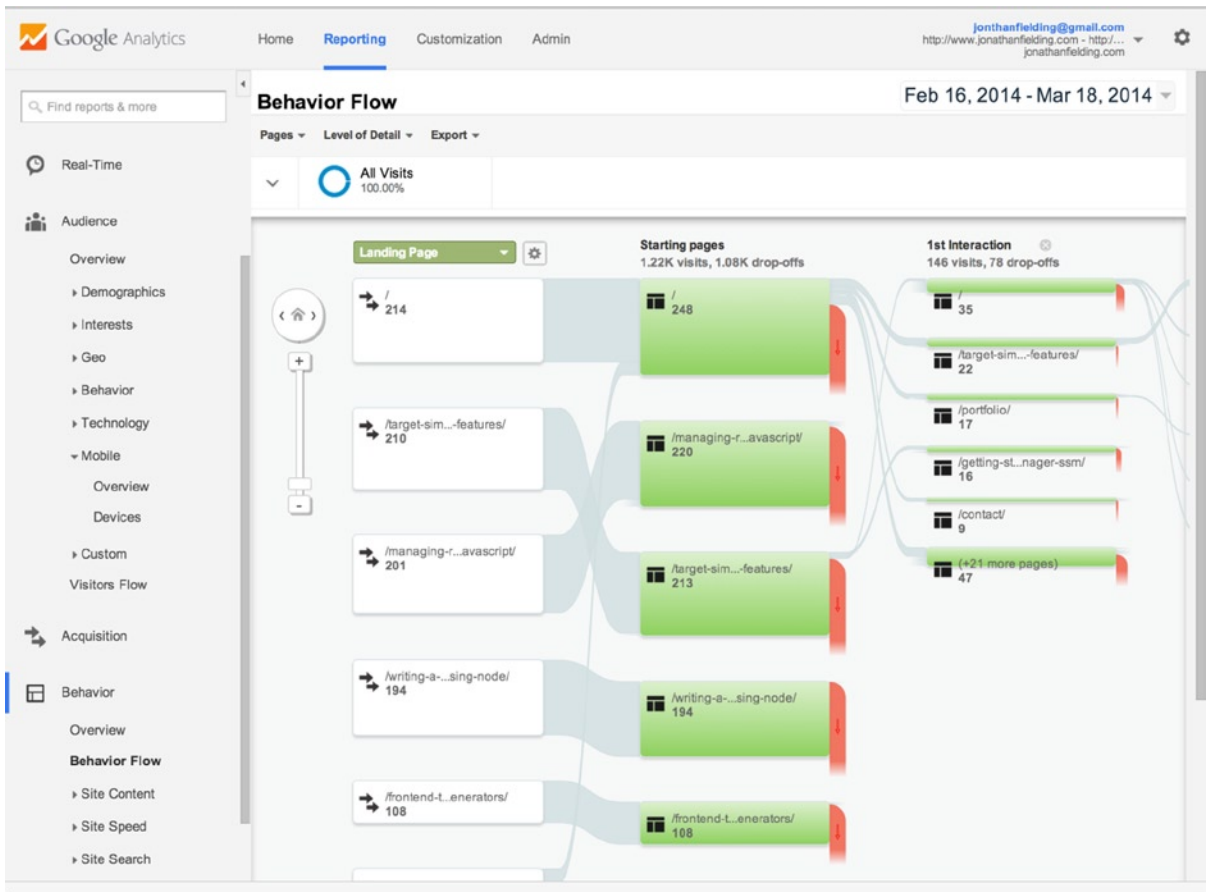 Google Analytics
Home Reporting Customization Admin
jonthanfielding@gmail.com
http://www.jonathanfielding.com - http:/...
jonathanfielding.com
Find reports & more
Real-Time
Audience
Overview
Demographics
Interests
Geo
Behavior
Technology
Mobile
Overview
Devices
Custom
Visitors Flow
Acquisition
Behavior
Overview
Behavior Flow
Site Content
Site Speed
Site Search
Behavior Flow
Feb 16, 2014 - Mar 18, 2014
Pages Level of Detail Export
All Visits
100.00%
Landing Page
/
214
/target-sim...-features/
210
/managing-r...avascript/
201
/writing-a-...sing-node/
194
/frontend-t...enerators/
108
Starting pages
1.22K visits, 1.08K drop-offs
/
248
/managing-r...avascript/
220
/target-sim...-features/
213
/writing-a-...sing-node/
194
/frontend-t...enerators/
108
1st Interaction
146 visits, 78 drop-offs
/
35
/target-sim...-features/
22
/portfolio/
17
/getting-st...nager-ssm/
16
/contact/
9
(+21 more pages)
47